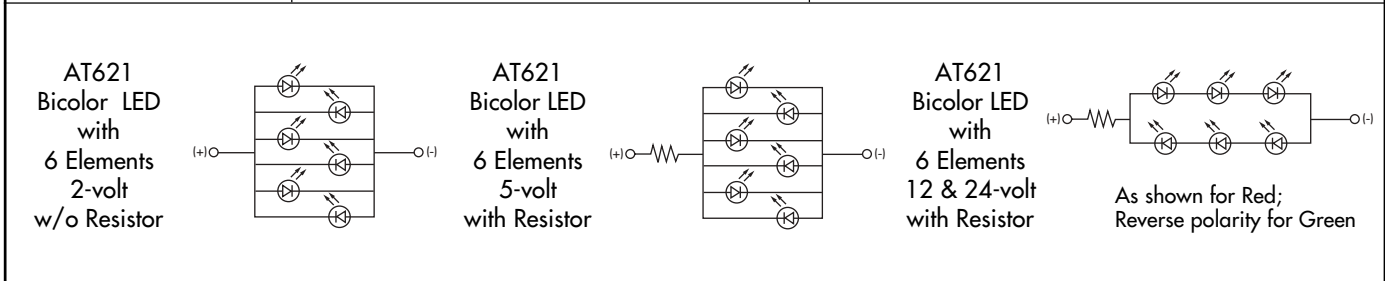 AT621
Bicolor LED
with
6 Elements
2-volt
w/o Resistor
(+)
(-)
AT621
Bicolor LED
with
6 Elements
5-volt
with Resistor
(+)
(-)
AT621
Bicolor LED
with
6 Elements
12 & 24-volt
with Resistor
(+)
(-)
As shown for Red;
Reverse polarity for Green